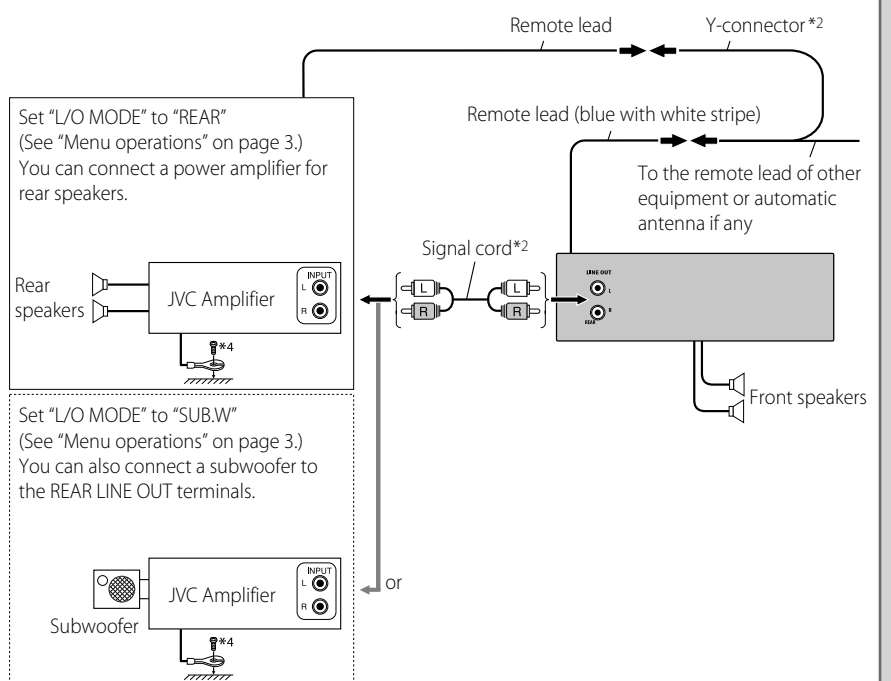 Remote lead
Y-connector*2
Set "L/O MODE" to "REAR"
(See "Menu operations" on page 3.)
You can connect a power amplifier for
rear speakers.
Remote lead (blue with white stripe)
To the remote lead of other
equipment or automatic
antenna if any
Signal cord*2
Rear
speakers
JVC Amplifier
INPUT
L
R
*4
L
R
L
R
LINE OUT
L
R
REAR
Front speakers
Set "L/O MODE" to "SUB.W"
(See "Menu operations" on page 3.)
You can also connect a subwoofer to
the REAR LINE OUT terminals.
or
Subwoofer
JVC Amplifier
INPUT
L
R
*4